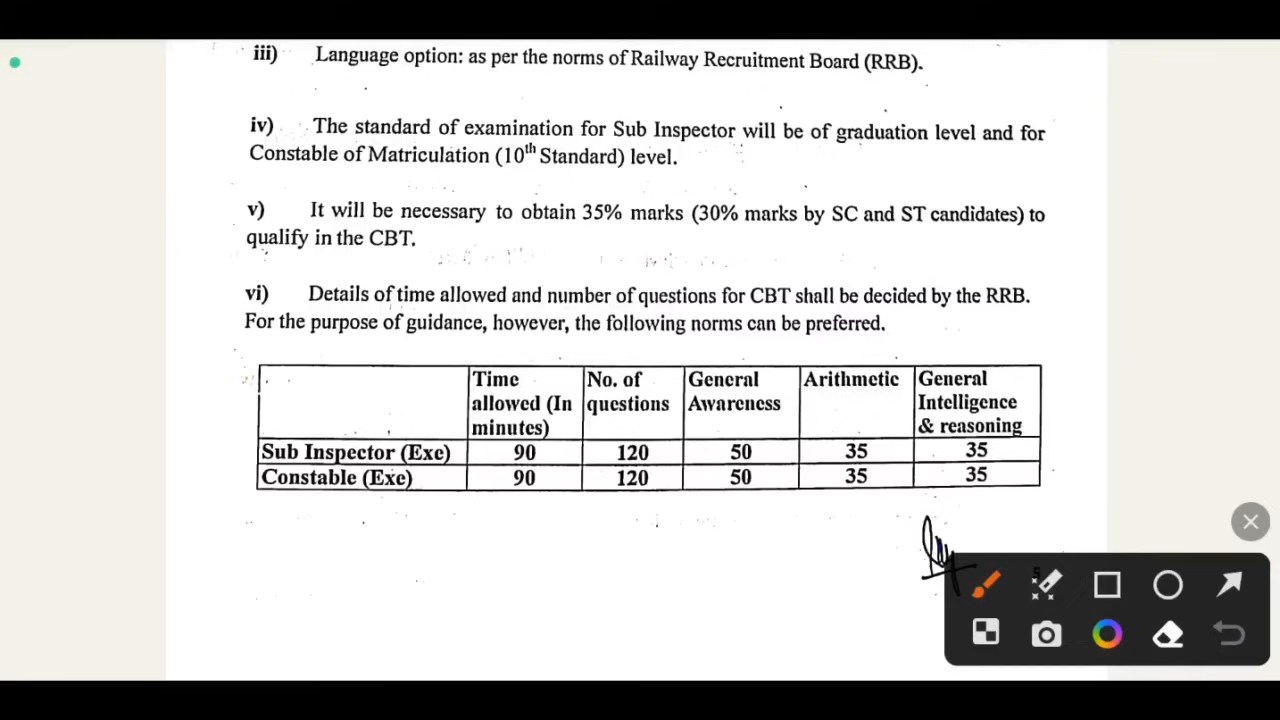 iii) Language option: as per the norms of Railway Recruitment Board (RRB).
iv) The standard of examination for Sub Inspector will be of graduation level and for
Constable of Matriculation (10th Standard) level.
v) It will be necessary to obtain 35% marks (30% marks by SC and ST candidates) to
qualify in the CBT.
vi) Details of time allowed and number of questions for CBT shall be decided by the RRB.
For the purpose of guidance, however, the following norms can be preferred.
Time allowed (In minutes) No. of questions General Awareness Arithmetic General Intelligence & reasoning
Sub Inspector (Exe) 90 120 50 35 35
Constable (Exe) 90 120 50 35 35
5